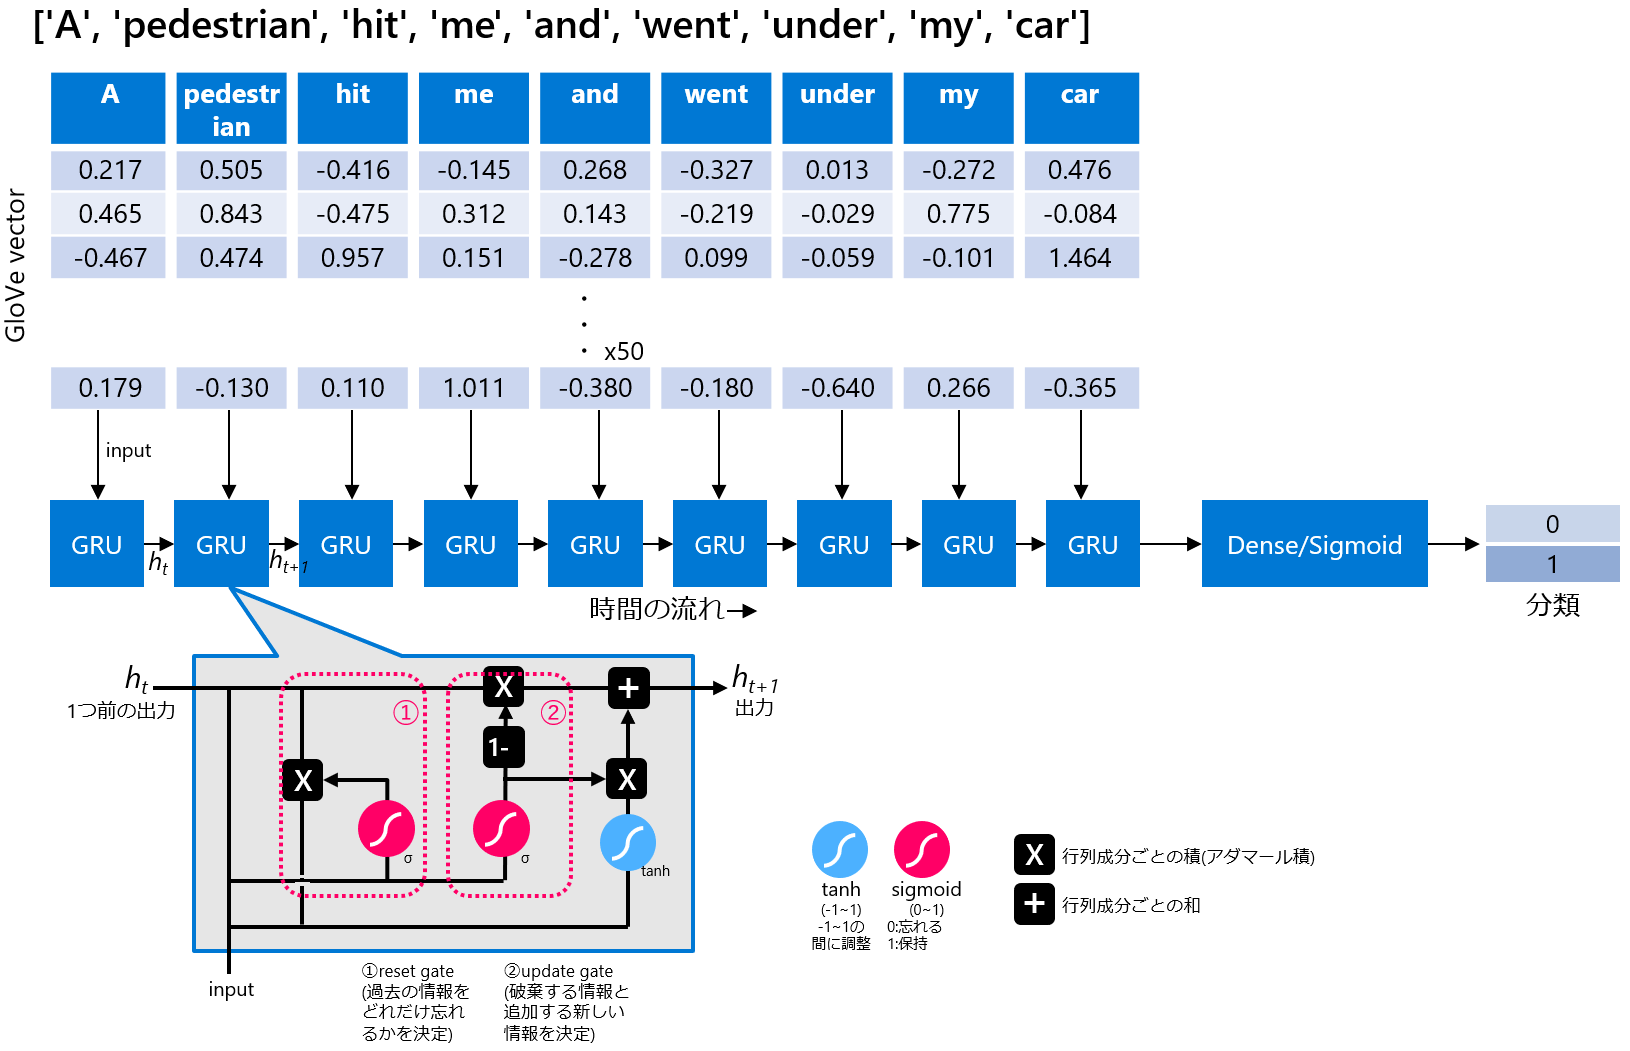 ['A', 'pedestrian', 'hit', 'me', 'and', 'went', 'under', 'my', 'car']
A pedestr hit me and went under my car
ian
GloVe vector
0.217 0.505 -0.416 -0.145 0.268 -0.327 0.013 -0.272 0.476
0.465 0.843 -0.475 0.312 0.143 -0.219 -0.029 0.775 -0.084
-0.467 0.474 0.957 0.151 -0.278 0.099 -0.059 -0.101 1.464
・
・
・ x50
0.179 -0.130 0.110 1.011 -0.380 -0.180 -0.640 0.266 -0.365
input
GRU GRU GRU GRU GRU GRU GRU GRU GRU Dense/Sigmoid
0
1
分類
ht ht+1
時間の流れ
ht
1つ前の出力
ht+1
出力
①
②
X
+
1-
X
X
σ
σ
tanh
input
①reset gate
(過去の情報を
どれだけ忘れ
るかを決定)
②update gate
(破棄する情報と
追加する新しい
情報を決定)
tanh
(-1~1)
-1~1の
間に調整
sigmoid
(0~1)
0:忘れる
1:保持
X 行列成分ごとの積(アダマール積)
+ 行列成分ごとの和